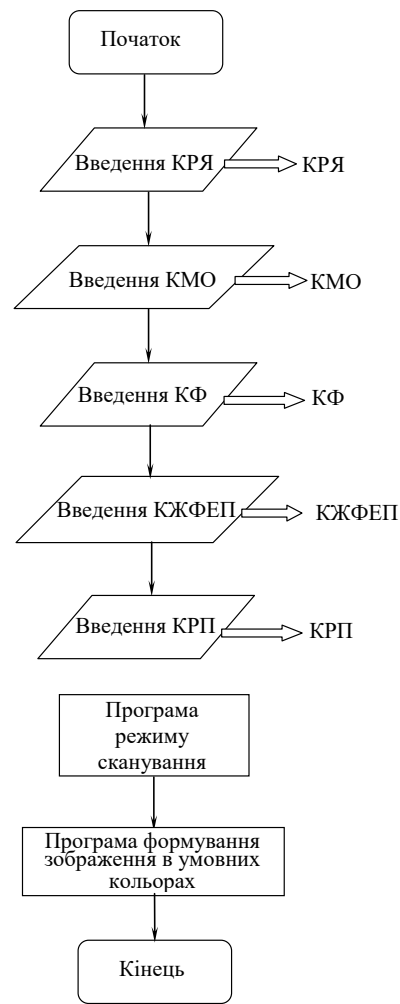 Початок
Введення КРЯ
КРЯ
Введення КМО
КМО
Введення КФ
КФ
Введення КЖФЕП
КЖФЕП
Введення КРП
КРП
Програма
режиму
сканування
Програма формування
зображення в умовних
кольорах
Кінець